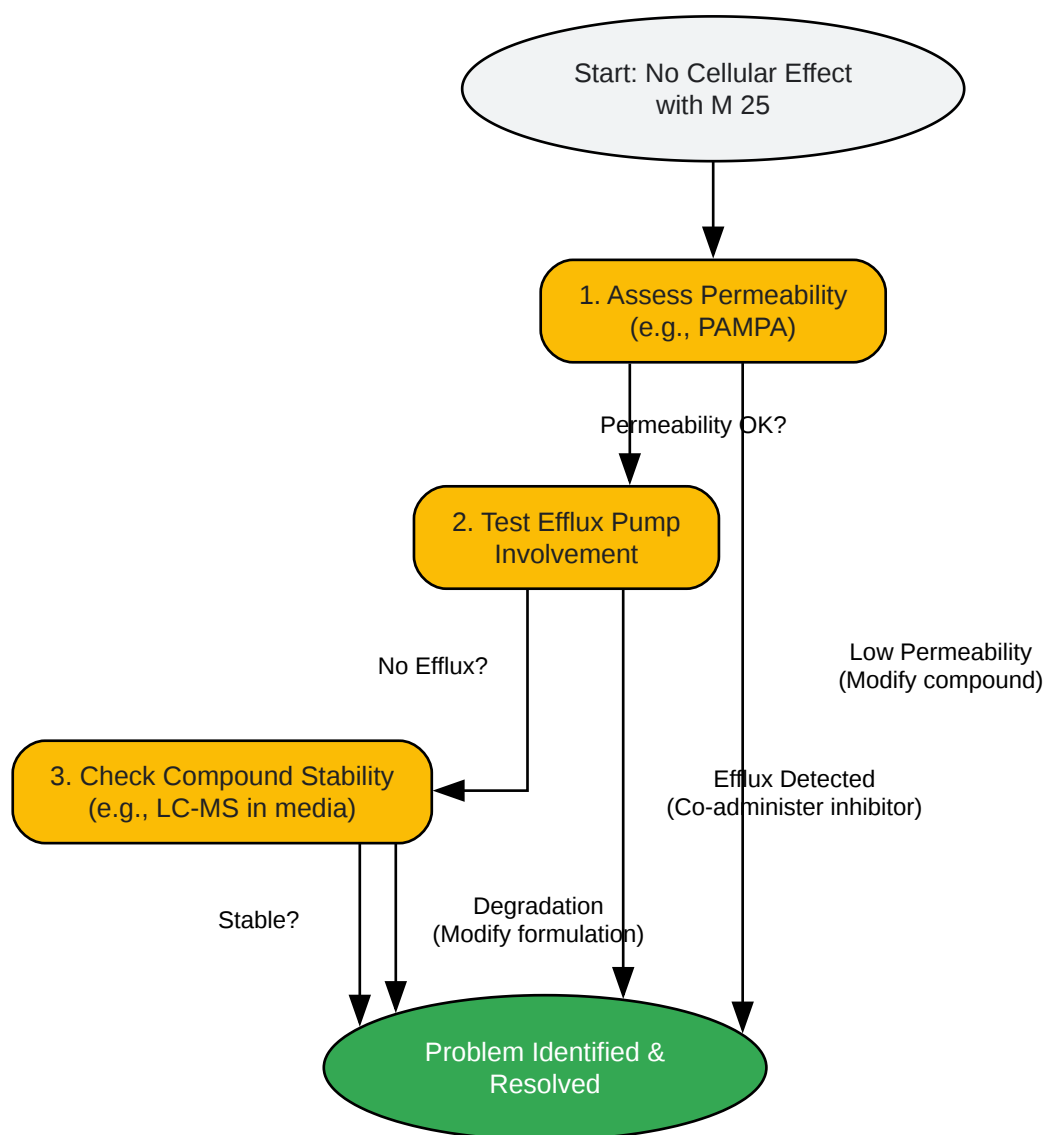 Start: No Cellular Effect
with M 25
1. Assess Permeability
(e.g., PAMPA)
Permeability OK?
2. Test Efflux Pump
Involvement
No Efflux?
Low Permeability
(Modify compound)
3. Check Compound Stability
(e.g., LC-MS in media)
Efflux Detected
(Co-administer inhibitor)
Stable?
Degradation
(Modify formulation)
Problem Identified &
Resolved